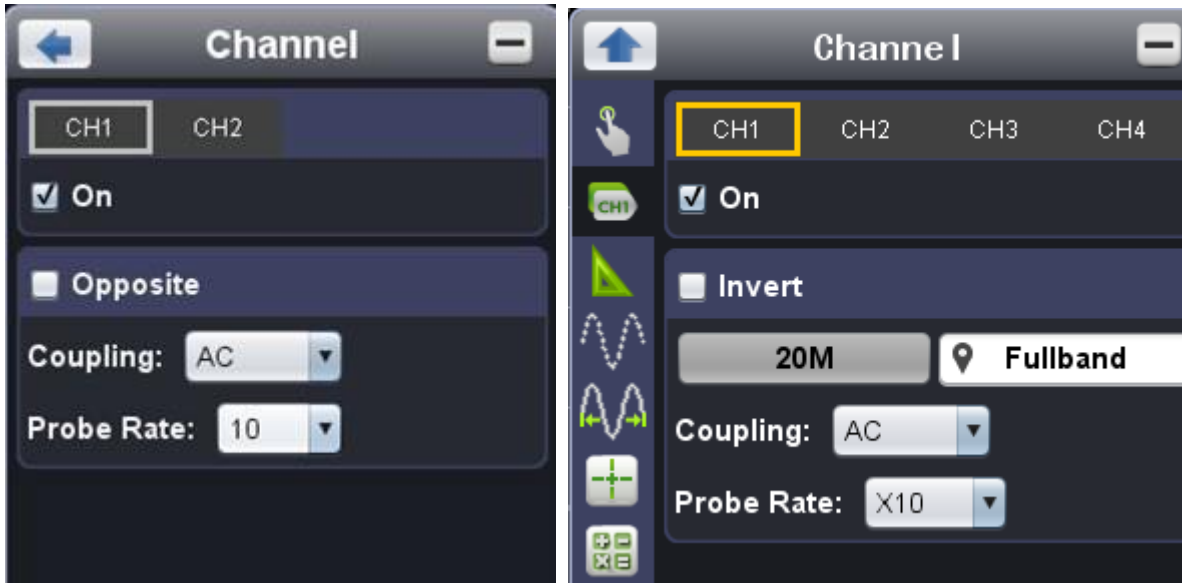 Channel
CH1 CH2
On
Opposite
Coupling: AC
Probe Rate: 10
Channel
CH1 CH2 CH3 CH4
CH1
On
Invert
20M Fullband
Coupling: AC
Probe Rate: X10